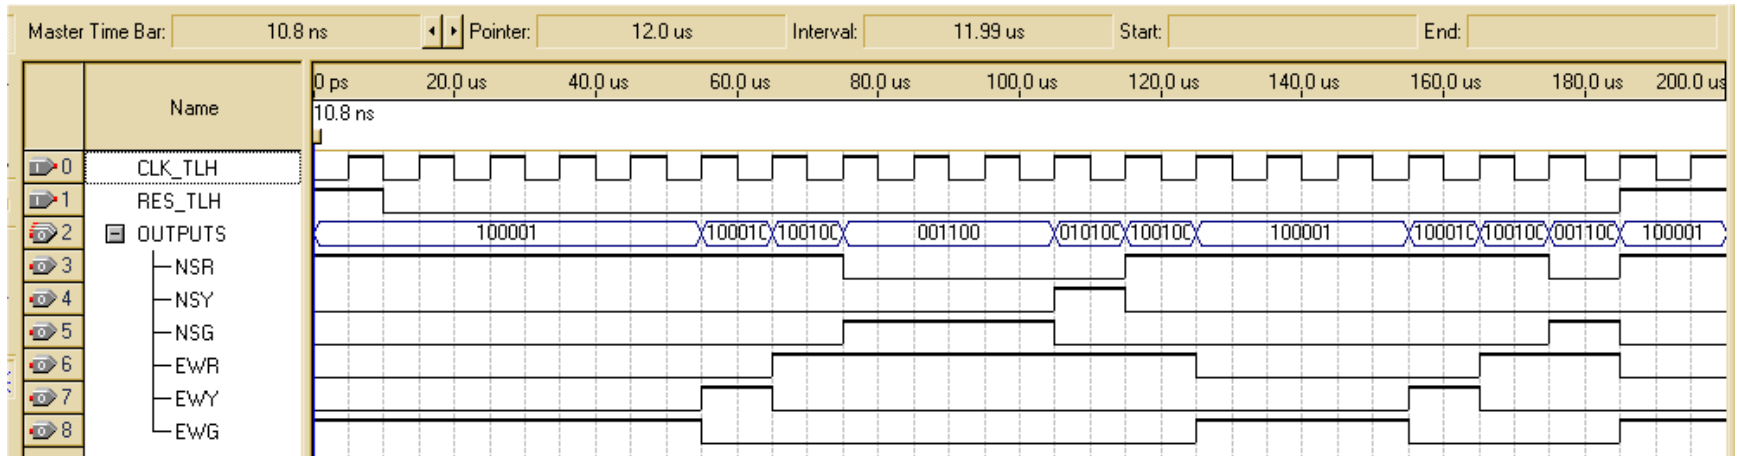 Master Time Bar: 10.8 ns Pointer: 12.0 us Interval: 11.99 us Start: End:
Name
0 ps 20.0 us 40.0 us 60.0 us 80.0 us 100.0 us 120.0 us 140.0 us 160.0 us 180.0 us 200.0 us
10.8 ns
0 CLK_TLH
1 RES_TLH
2 OUTPUTS 100001 10001C 10010C 001100 01010C 10010C 100001 10001C 10010C 00110C 100001
3 NSR
4 NSY
5 NSG
6 EWR
7 EWY
8 EWG